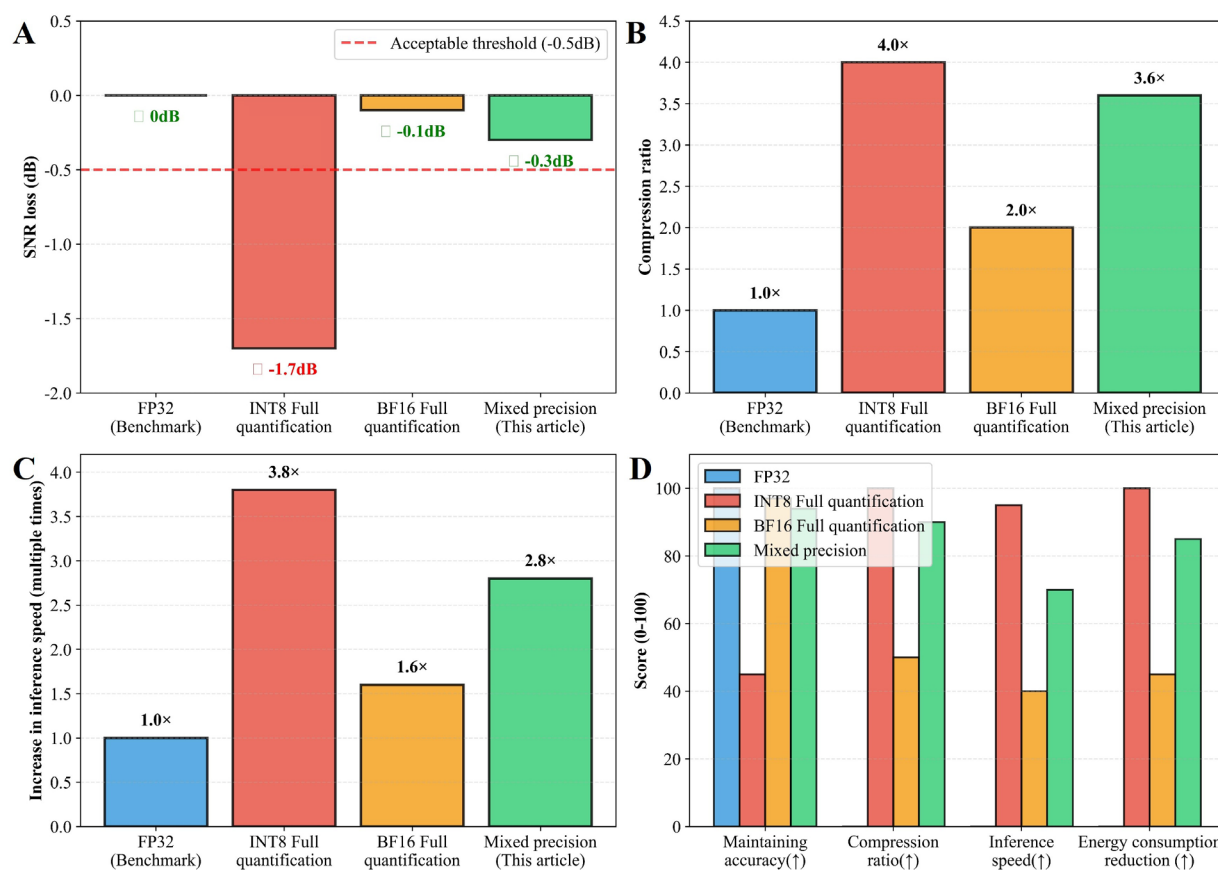 A
0.5
0.0
-0.5
-1.0
-1.5
-2.0
SNR loss (dB)
Acceptable threshold (-0.5dB)
0dB
-1.7dB
-0.1dB
-0.3dB
FP32
(Benchmark)
INT8 Full
quantification
BF16 Full
quantification
Mixed precision
(This article)
B
4.5
4.0
3.5
3.0
2.5
2.0
1.5
1.0
0.5
0.0
Compression ratio
1.0×
4.0×
2.0×
3.6×
FP32
(Benchmark)
INT8 Full
quantification
BF16 Full
quantification
Mixed precision
(This article)
C
4.0
3.5
3.0
2.5
2.0
1.5
1.0
0.5
0.0
Increase in inference speed (multiple times)
1.0×
3.8×
1.6×
2.8×
FP32
(Benchmark)
INT8 Full
quantification
BF16 Full
quantification
Mixed precision
(This article)
D
100
80
60
40
20
0
Score (0-100)
FP32
INT8 Full quantification
BF16 Full quantification
Mixed precision
Maintaining
accuracy(↑)
Compression
ratio(↑)
Inference
speed(↑)
Energy consumption
reduction (↑)